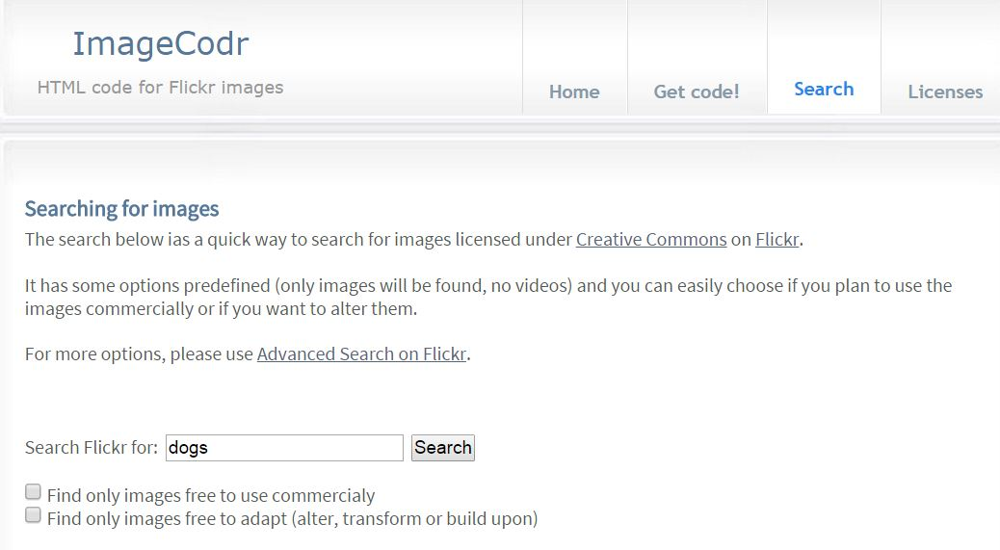 ImageCodr
HTML code for Flickr images
Home
Get code!
Search
Licenses
Searching for images
The search below ias a quick way to search for images licensed under Creative Commons on Flickr.
It has some options predefined (only images will be found, no videos) and you can easily choose if you plan to use the
images commercially or if you want to alter them.
For more options, please use Advanced Search on Flickr.
Search Flickr for: dogs Search
Find only images free to use commercialy
Find only images free to adapt (alter, transform or build upon)